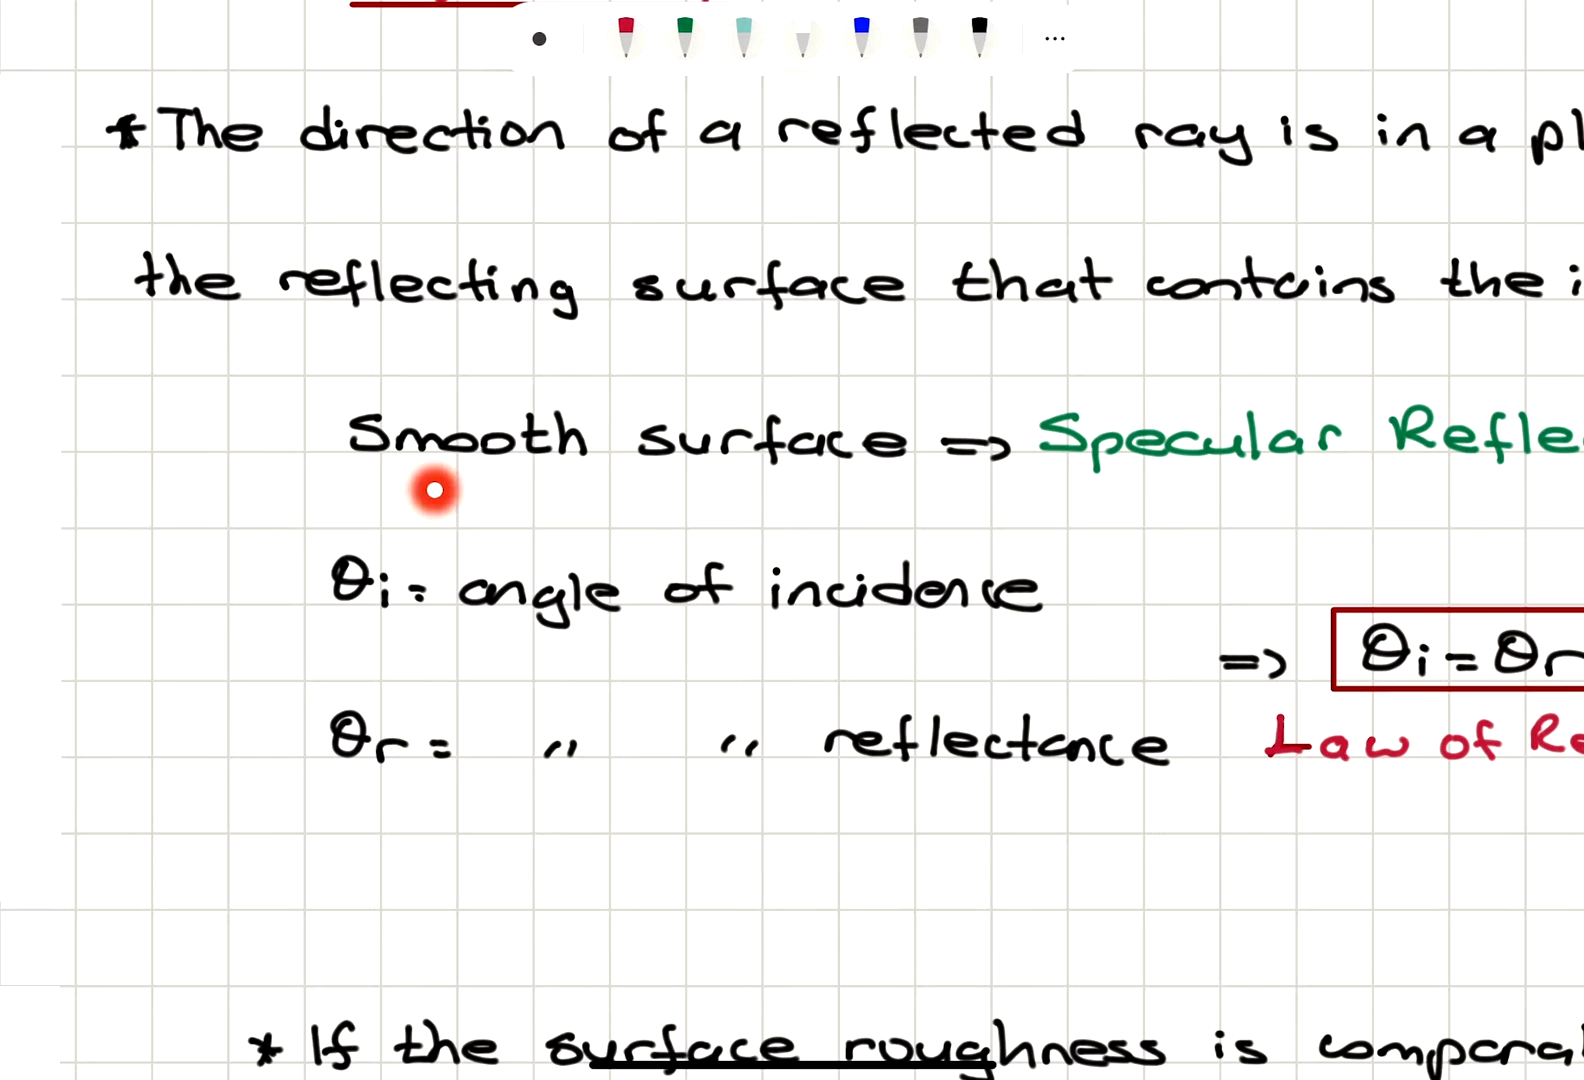 * The direction of a reflected ray is in a pl
the reflecting surface that contains the i
Smooth surface => Specular Refle
θi = angle of incidence
=> θi = θr
θr = " " reflectance Law of Re
* If the surface roughness is compara